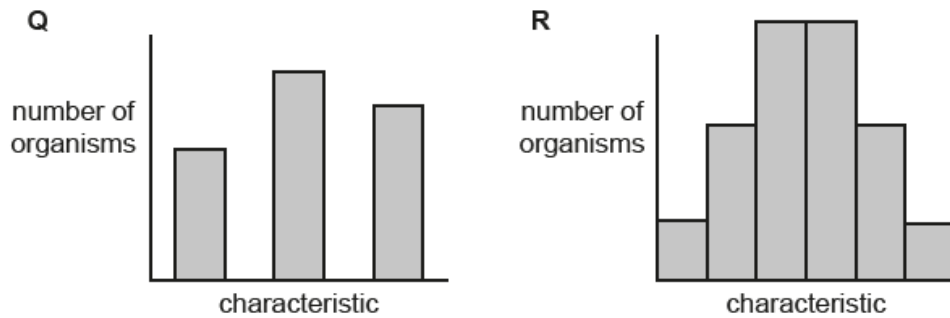 Q
number of
organisms
characteristic
R
number of
organisms
characteristic